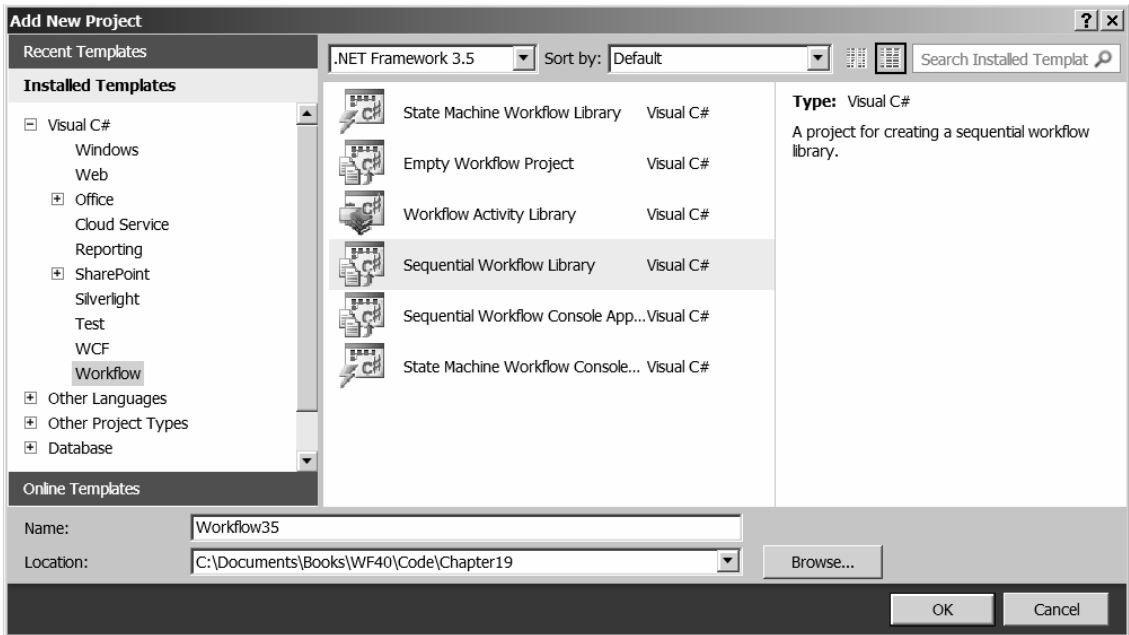 Add New Project
Recent Templates
.NET Framework 3.5
Sort by: Default
Search Installed Templat
Installed Templates
Visual C#
Windows
Web
Office
Cloud Service
Reporting
SharePoint
Silverlight
Test
WCF
Workflow
Other Languages
Other Project Types
Database
Online Templates
State Machine Workflow Library Visual C#
Empty Workflow Project Visual C#
Workflow Activity Library Visual C#
Sequential Workflow Library Visual C#
Sequential Workflow Console App... Visual C#
State Machine Workflow Console... Visual C#
Type: Visual C#
A project for creating a sequential workflow
library.
Name: Workflow35
Location: C:\Documents\Books\WF40\Code\Chapter19
Browse...
OK Cancel